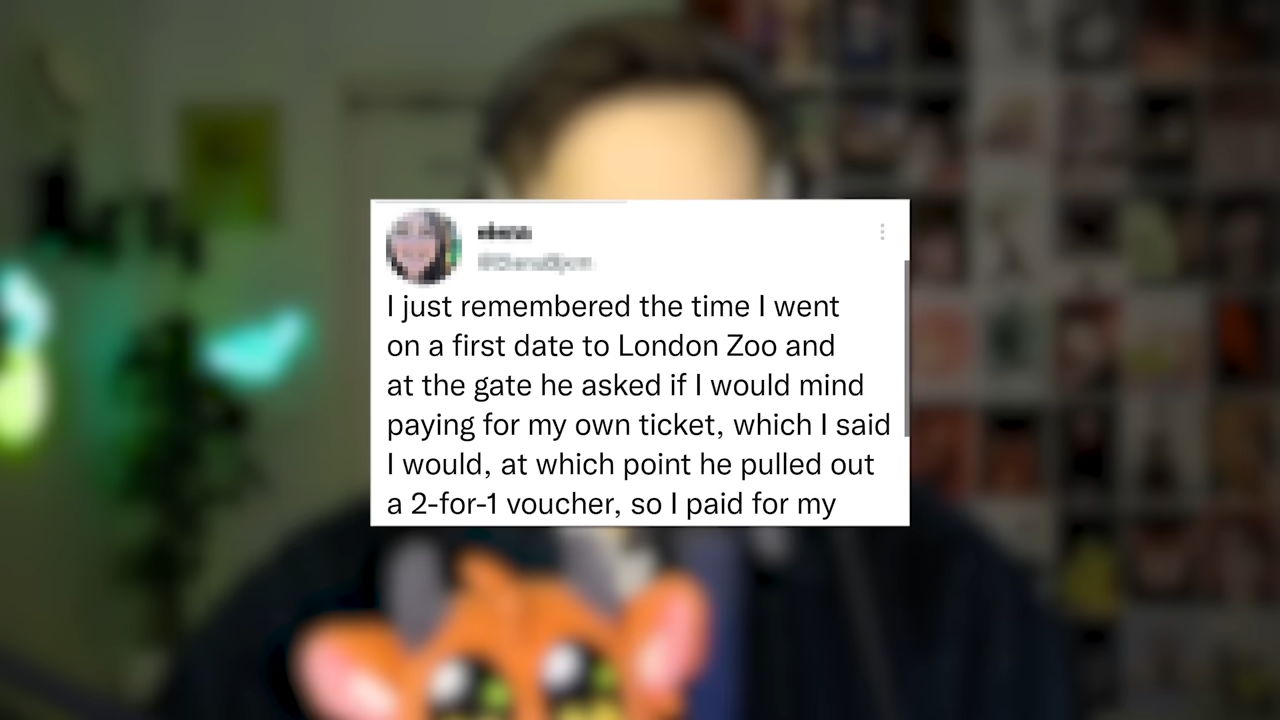 I just remembered the time I went
on a first date to London Zoo and
at the gate he asked if I would mind
paying for my own ticket, which I said
I would, at which point he pulled out
a 2-for-1 voucher, so I paid for my